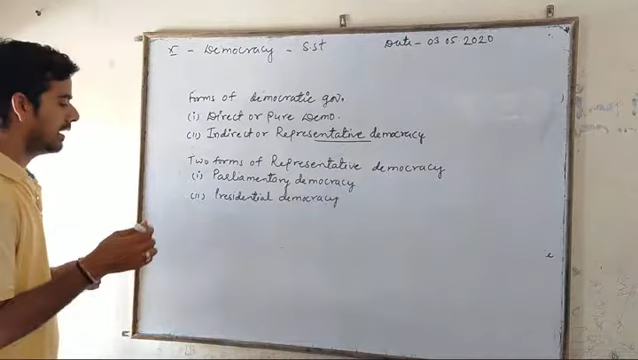 X - Democracy - S.St Date - 03.05.2020
Forms of democratic gov.
(i) Direct or Pure Demo.
(ii) Indirect or Representative democracy
Two forms of Representative democracy
(i) Parliamentary democracy
(ii) Presidential democracy